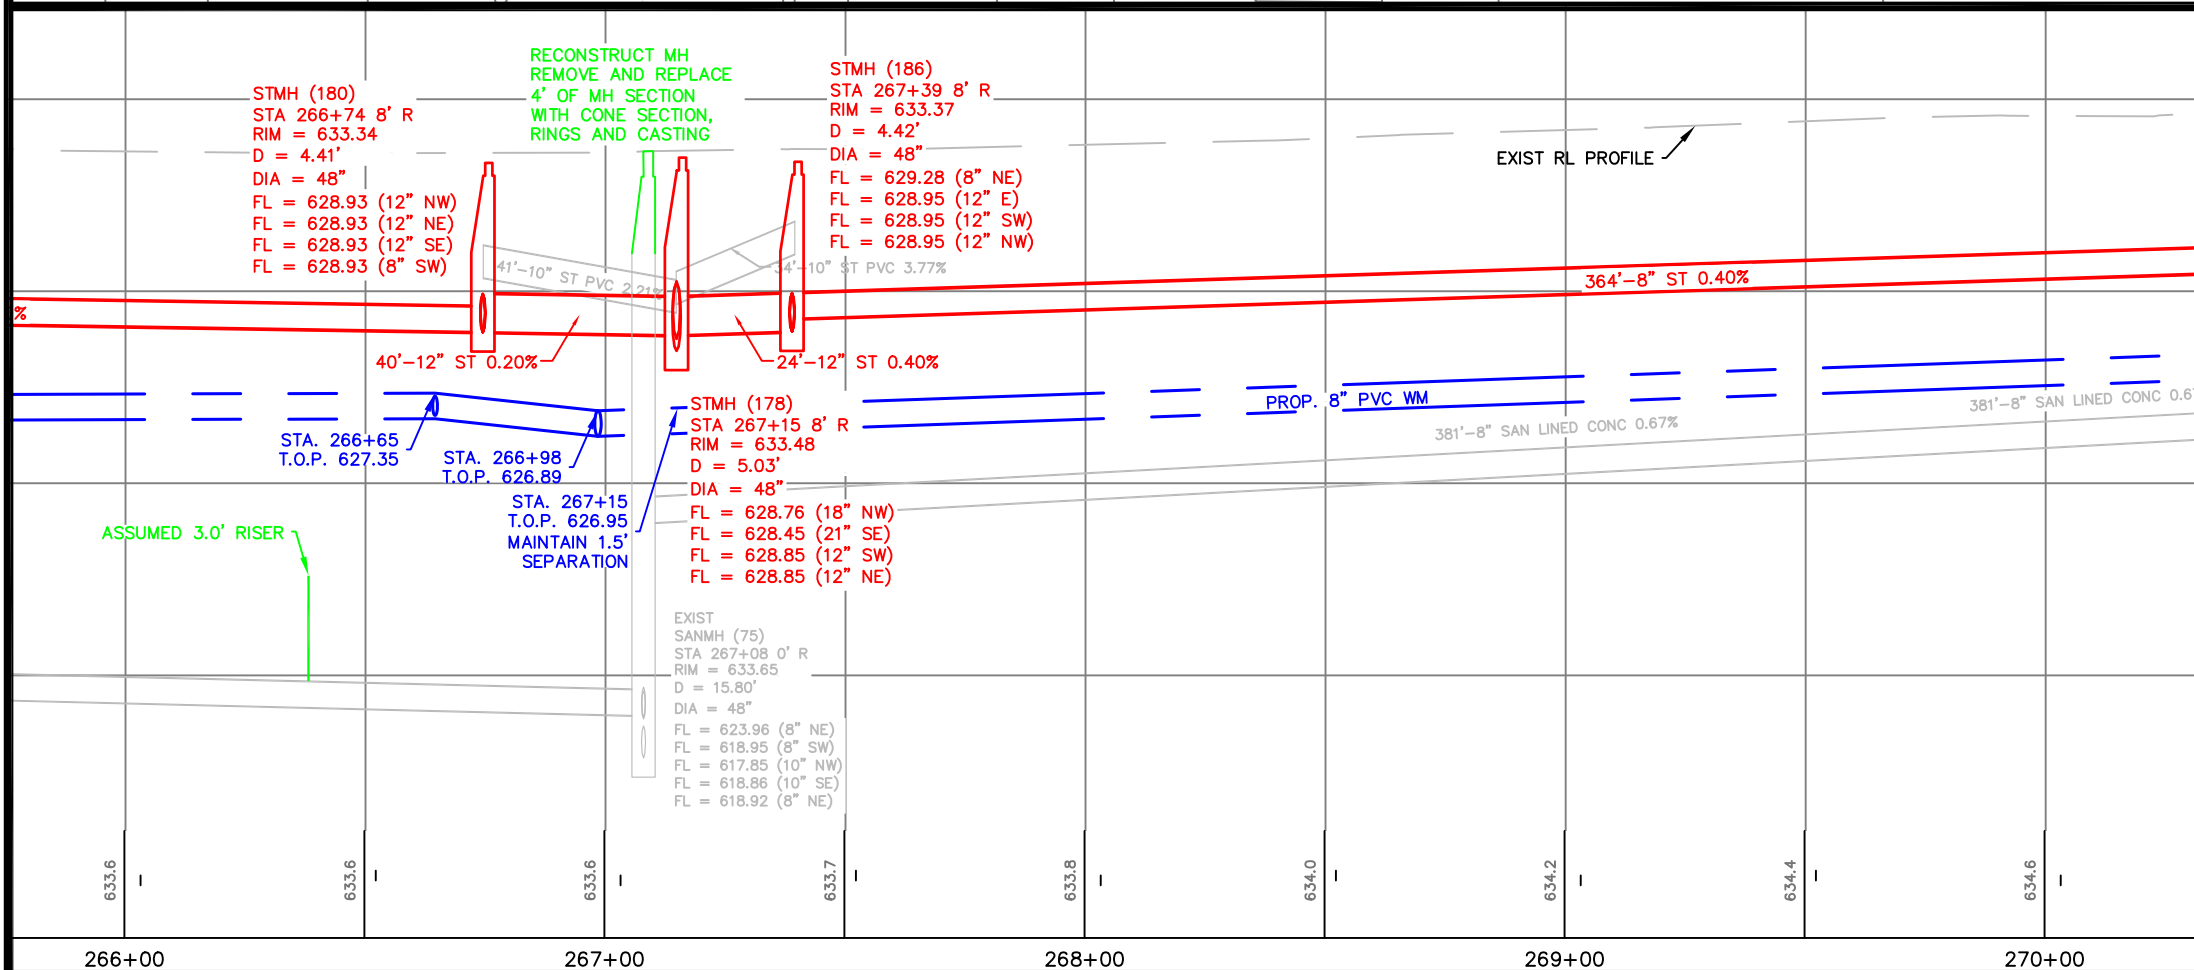 RECONSTRUCT MH
REMOVE AND REPLACE
4' OF MH SECTION
WITH CONE SECTION,
RINGS AND CASTING
STMH (180)
STA 266+74 8' R
RIM = 633.34
D = 4.41'
DIA = 48"
FL = 628.93 (12" NW)
FL = 628.93 (12" NE)
FL = 628.93 (12" SE)
FL = 628.93 (8" SW)
STMH (186)
STA 267+39 8' R
RIM = 633.37
D = 4.42'
DIA = 48"
FL = 629.28 (8" NE)
FL = 628.95 (12" E)
FL = 628.95 (12" SW)
FL = 628.95 (12" NW)
EXIST RL PROFILE
41'-10" ST PVC 2.21%
34'-10" ST PVC 3.77%
364'-8" ST 0.40%
%
40'-12" ST 0.20%
24'-12" ST 0.40%
PROP. 8" PVC WM
381'-8" SAN LINED CONC 0.67%
381'-8" SAN LINED CONC 0.67
STA. 266+65
T.O.P. 627.35
STA. 266+98
T.O.P. 626.89
STA. 267+15
T.O.P. 626.95
MAINTAIN 1.5'
SEPARATION
STMH (178)
STA 267+15 8' R
RIM = 633.48
D = 5.03'
DIA = 48"
FL = 628.76 (18" NW)
FL = 628.45 (21" SE)
FL = 628.85 (12" SW)
FL = 628.85 (12" NE)
ASSUMED 3.0' RISER
EXIST
SANMH (75)
STA 267+08 0' R
RIM = 633.65
D = 15.80'
DIA = 48"
FL = 623.96 (8" NE)
FL = 618.95 (8" SW)
FL = 617.85 (10" NW)
FL = 618.86 (10" SE)
FL = 618.92 (8" NE)
633.6
633.6
633.6
633.7
633.8
634.0
634.2
634.4
634.6
266+00
267+00
268+00
269+00
270+00